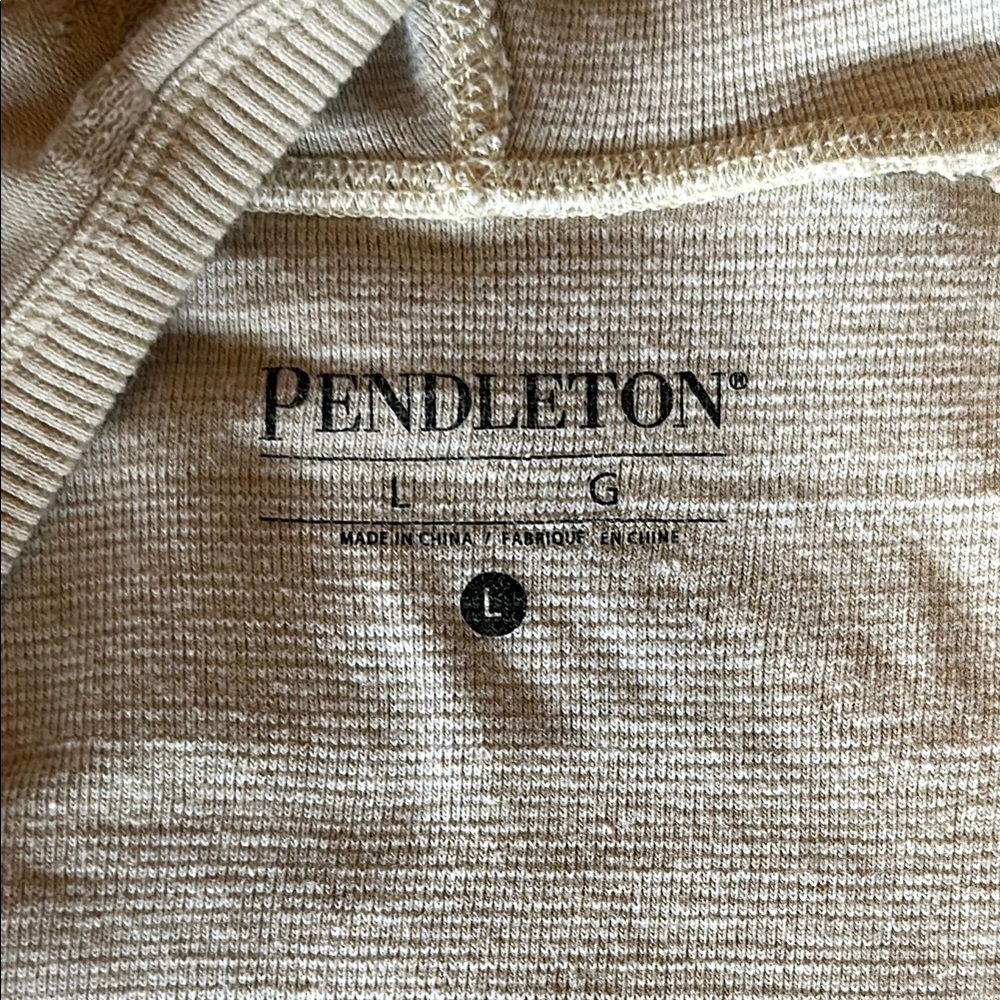 PENDLETON®
L G
MADE IN CHINA / FABRIQUE EN CHINE
L